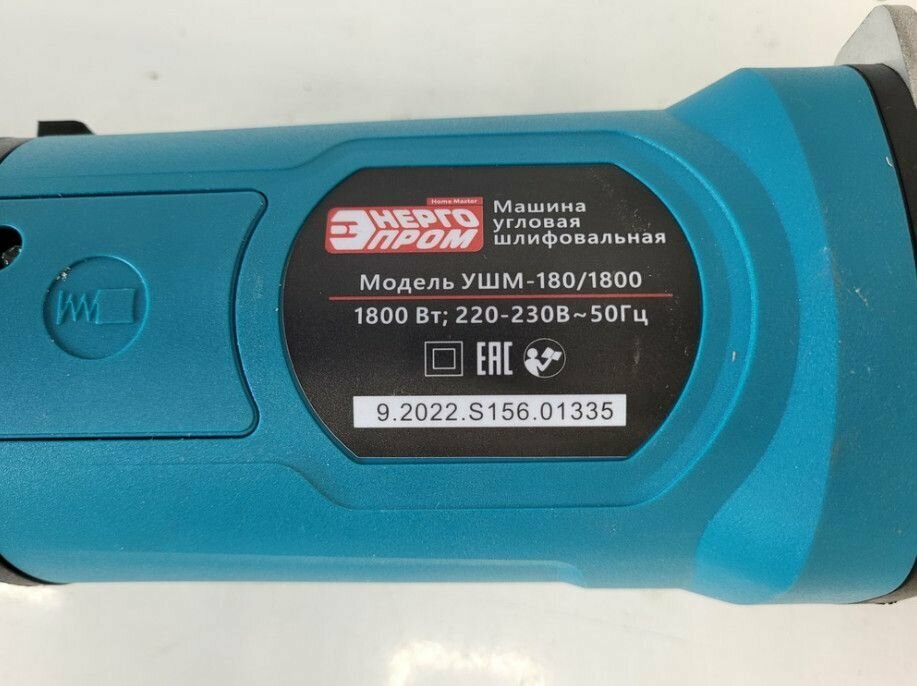 Home Master
ЭНЕРГО
ПРОМ
Машина
угловая
шлифовальная
Модель УШМ-180/1800
1800 Вт; 220-230В~50Гц
EAC
9.2022.S156.01335